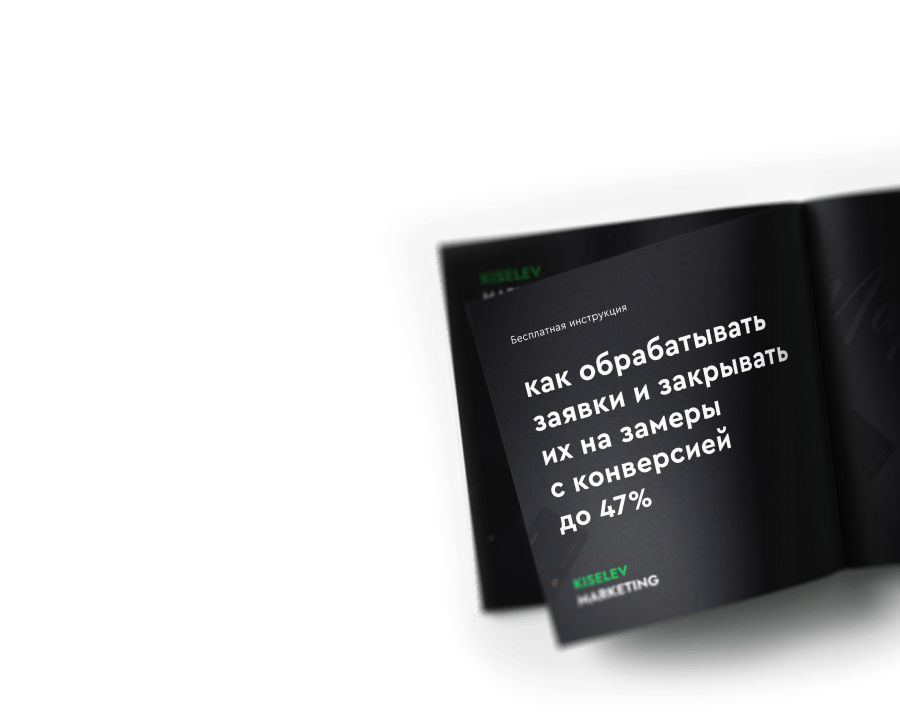 KISELEV
Бесплатная инструкция
как обрабатывать
заявки и закрывать
их на замеры
с конверсией
до 47%
KISELEV
MARKETING